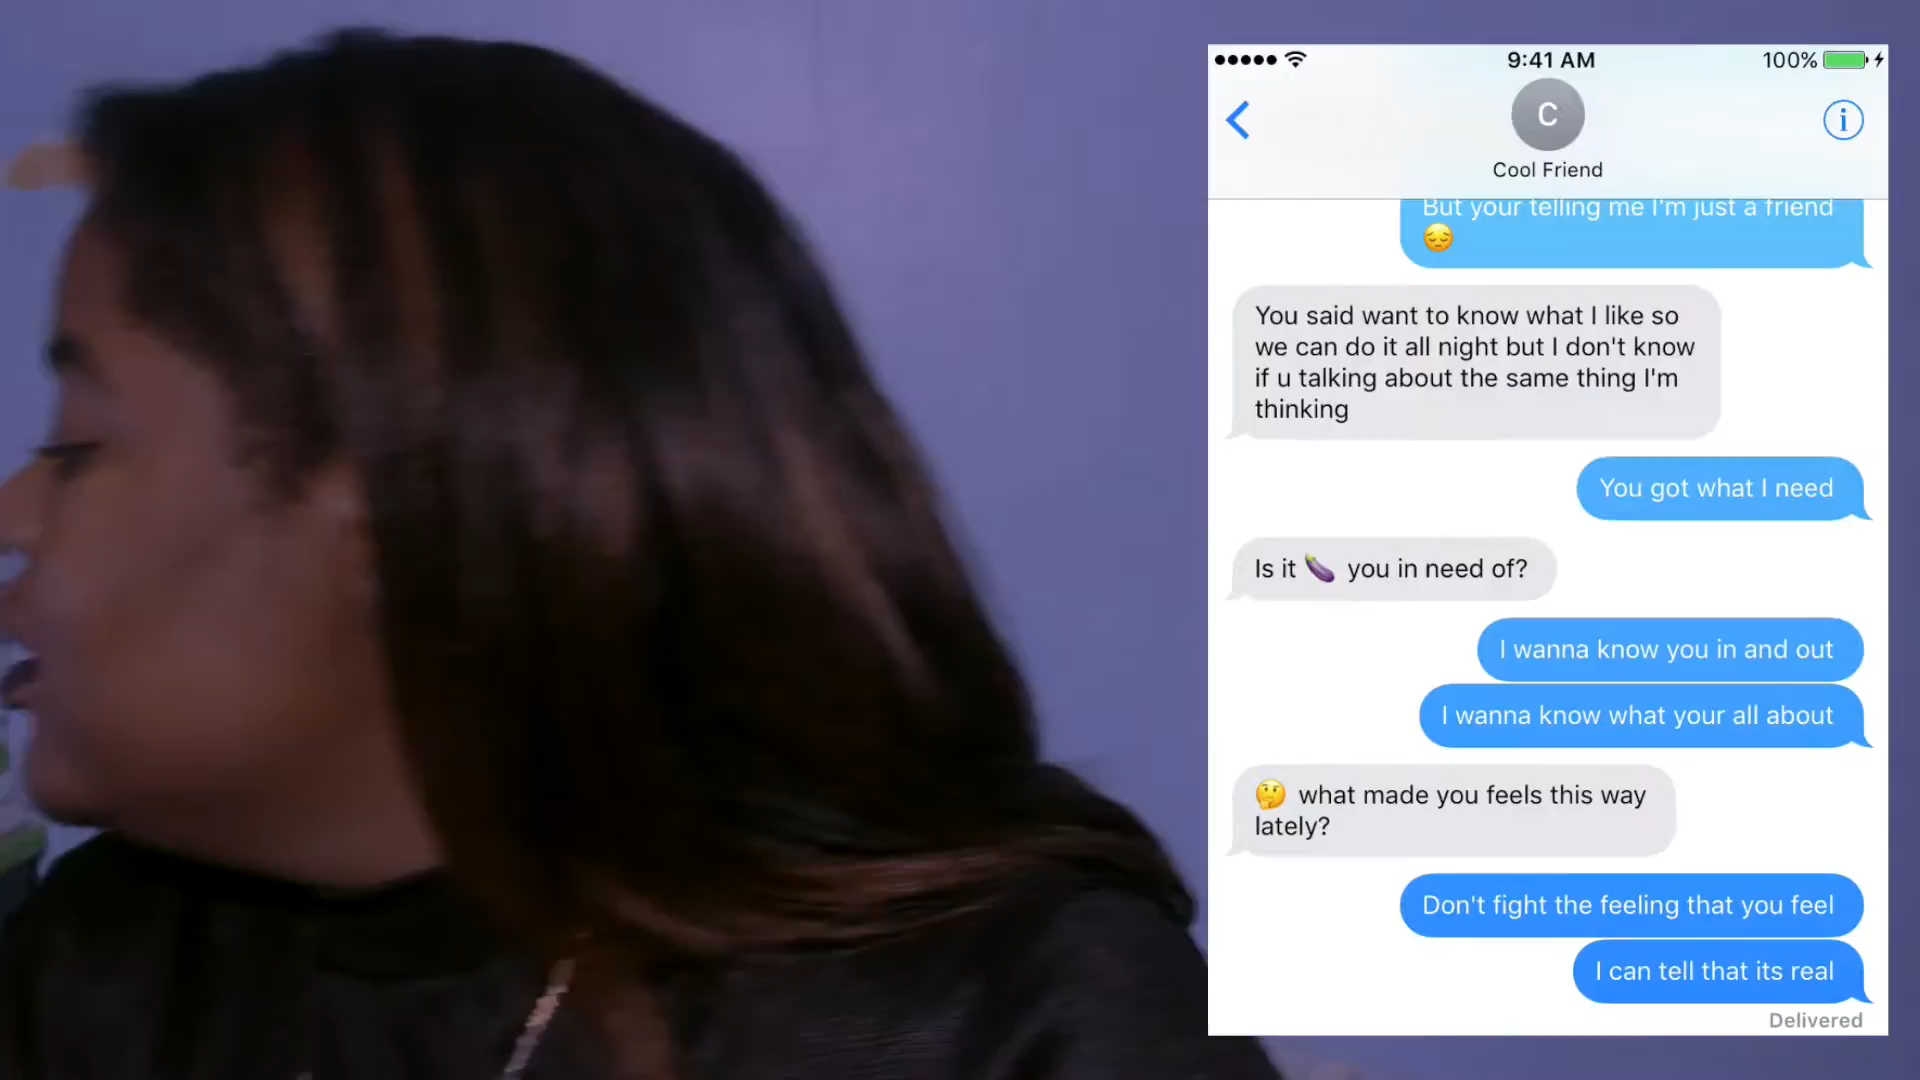 9:41 AM
100%
C
i
Cool Friend
But your telling me I'm just a friend
😔
You said want to know what I like so
we can do it all night but I don't know
if u talking about the same thing I'm
thinking
You got what I need
Is it 🍆 you in need of?
I wanna know you in and out
I wanna know what your all about
🤔 what made you feels this way
lately?
Don't fight the feeling that you feel
I can tell that its real
Delivered